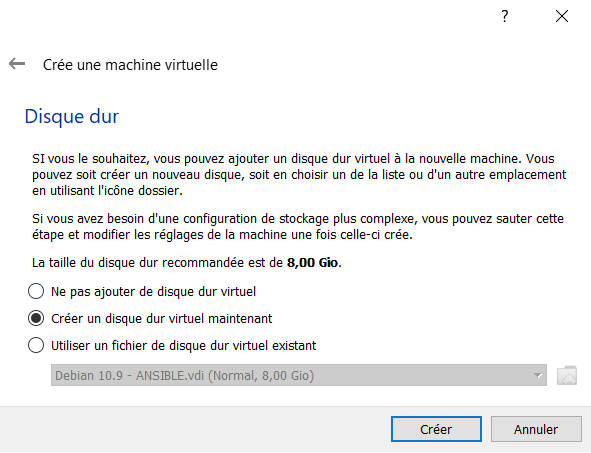 ?
Crée une machine virtuelle
Disque dur
SI vous le souhaitez, vous pouvez ajouter un disque dur virtuel à la nouvelle machine. Vous
pouvez soit créer un nouveau disque, soit en choisir un de la liste ou d'un autre emplacement
en utilisant l'icône dossier.
Si vous avez besoin d'une configuration de stockage plus complexe, vous pouvez sauter cette
étape et modifier les réglages de la machine une fois celle-ci crée.
La taille du disque dur recommandée est de 8,00 Gio.
Ne pas ajouter de disque dur virtuel
Créer un disque dur virtuel maintenant
Utiliser un fichier de disque dur virtuel existant
Debian 10.9 - ANSIBLE.vdi (Normal, 8,00 Gio)
Créer
Annuler